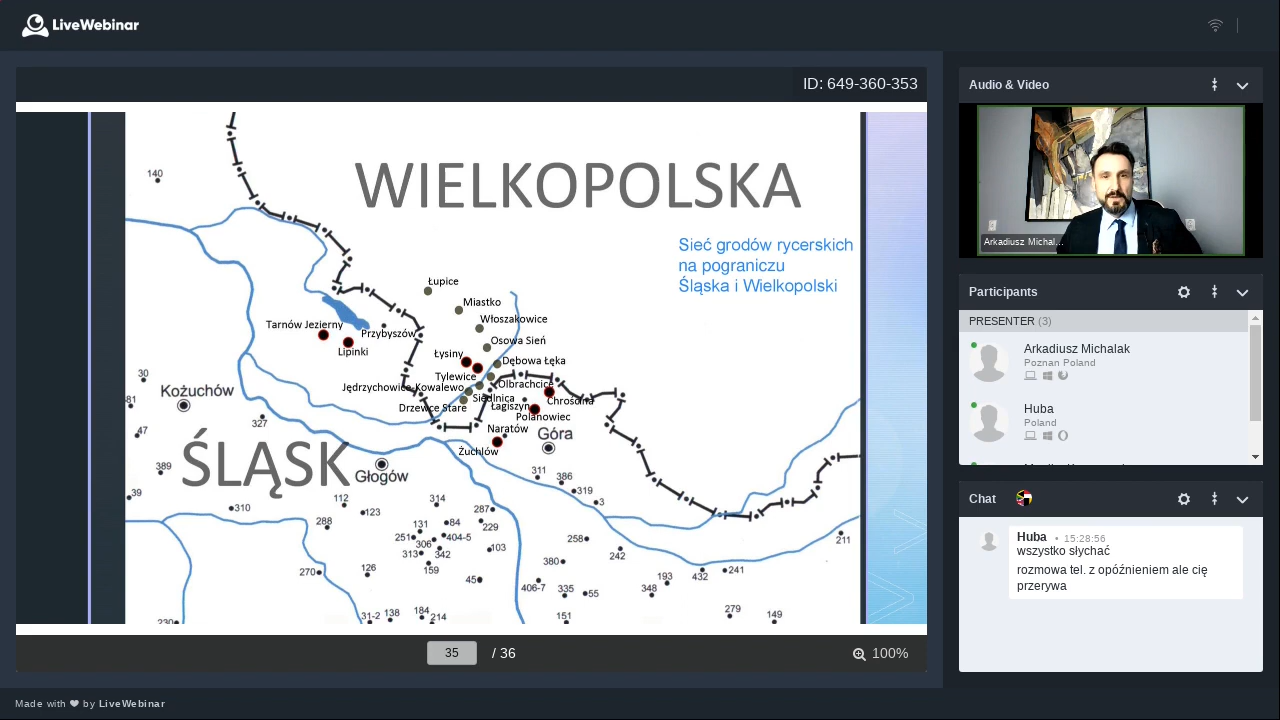 LiveWebinar
ID: 649-360-353
WIELKOPOLSKA
Sieć grodów rycerskich
na pograniczu
Śląska i Wielkopolski
140
Łupice
Miastko
Włoszakowice
Tarnów Jezierny
Przybyszów
Osowa Sień
Lipinki
Łysiny
Dębowa Łęka
Tylewice
Olbrachcice
Jędrzychowice
Kowalewo
Siedlnica
Chrośnina
Drzewce Stare
Łagiszyn
Polanowiec
30
Kożuchów
81
327
Naratów
Góra
47
Żuchlów
ŚLĄSK
Głogów
389
311
386
319
39
310
112
123
314
287
3
288
131
84
229
251
404-5
306
258
211
313
342
103
242
159
380
270
126
45
406-7
335
55
193
432
241
348
230
31-2
138
184
214
151
279
149
35 / 36
100%
Audio & Video
Arkadiusz Michal...
Participants
PRESENTER (3)
Arkadiusz Michalak
Poznan Poland
Huba
Poland
Chat
Huba • 15:28:56
wszystko słychać
rozmowa tel. z opóźnieniem ale cię
przerywa
Made with ❤ by LiveWebinar